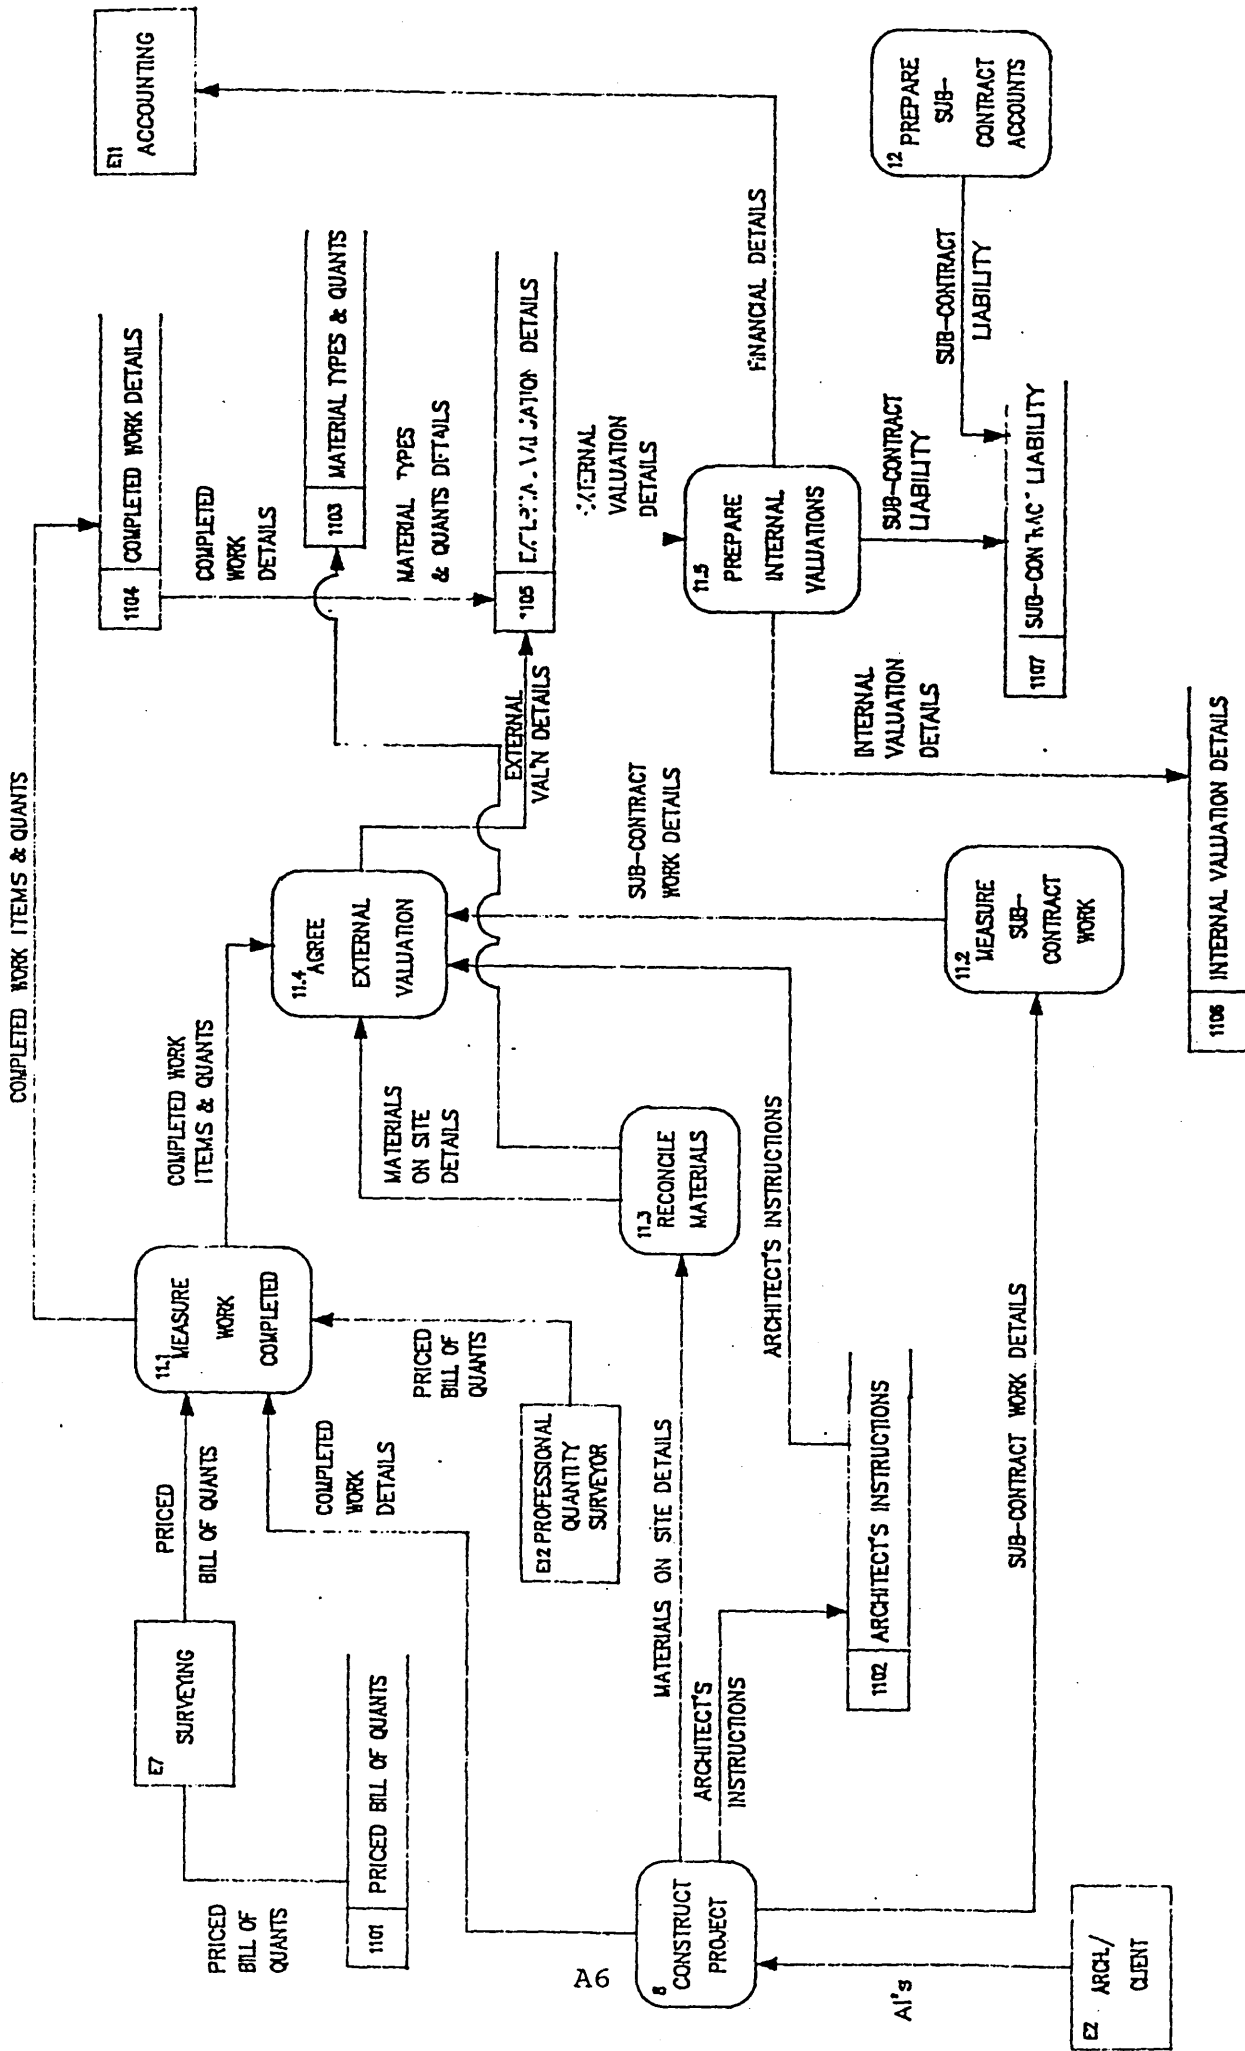 E11
ACCOUNTING
12
PREPARE
SUB-
CONTRACT
ACCOUNTS
COMPLETED WORK ITEMS & QUANTS
1104
COMPLETED WORK DETAILS
COMPLETED
WORK
DETAILS
1103
MATERIAL TYPES & QUANTS
MATERIAL TYPES
& QUANTS DETAILS
1105
DETAILS
EXTERNAL
VALUATION
DETAILS
FINANCIAL DETAILS
SUB-CONTRACT
LIABILITY
SUB-CONTRACT
LIABILITY
11.5
PREPARE
INTERNAL
VALUATIONS
1107
SUB-CONTRACT LIABILITY
EXTERNAL
VAL'N DETAILS
INTERNAL
VALUATION
DETAILS
1106
INTERNAL VALUATION DETAILS
COMPLETED WORK
ITEMS & QUANTS
11.4
AGREE
EXTERNAL
VALUATION
SUB-CONTRACT
WORK DETAILS
11.2
MEASURE
SUB-
CONTRACT
WORK
MATERIALS
ON SITE
DETAILS
11.3
RECONCILE
MATERIALS
ARCHITECT'S INSTRUCTIONS
11.1
MEASURE
WORK
COMPLETED
PRICED
BILL OF QUANTS
COMPLETED
WORK
DETAILS
PRICED
BILL OF
QUANTS
E12
PROFESSIONAL
QUANTITY
SURVEYOR
MATERIALS ON SITE DETAILS
1102
ARCHITECT'S INSTRUCTIONS
SUB-CONTRACT WORK DETAILS
E7
SURVEYING
PRICED
BILL OF
QUANTS
1101
PRICED BILL OF QUANTS
ARCHITECT'S
INSTRUCTIONS
8
CONSTRUCT
PROJECT
A6
AI's
E2
ARCH./
CLIENT